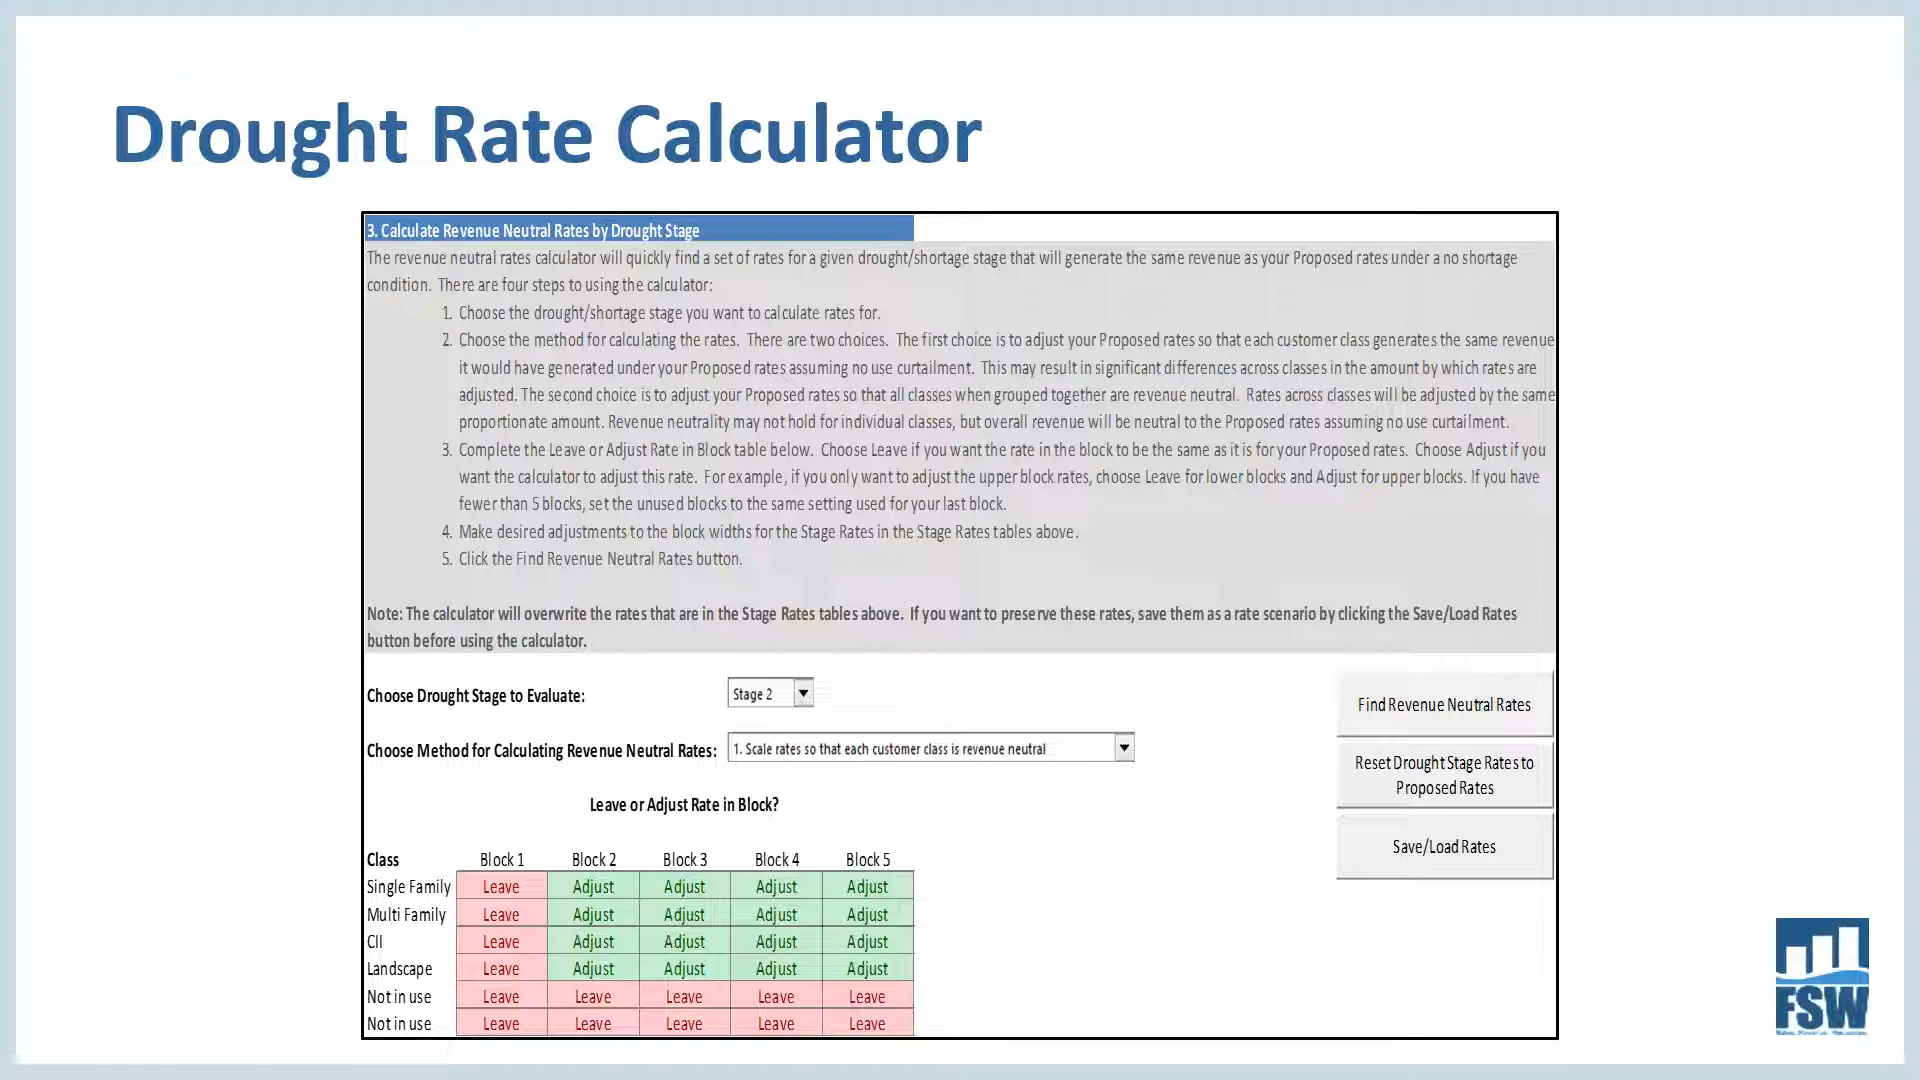 Drought Rate Calculator
3. Calculate Revenue Neutral Rates by Drought Stage
The revenue neutral rates calculator will quickly find a set of rates for a given drought/shortage stage that will generate the same revenue as your Proposed rates under a no shortage
condition. There are four steps to using the calculator:
1. Choose the drought/shortage stage you want to calculate rates for.
2. Choose the method for calculating the rates. There are two choices. The first choice is to adjust your Proposed rates so that each customer class generates the same revenue
it would have generated under your Proposed rates assuming no use curtailment. This may result in significant differences across classes in the amount by which rates are
adjusted. The second choice is to adjust your Proposed rates so that all classes when grouped together are revenue neutral. Rates across classes will be adjusted by the same
proportionate amount. Revenue neutrality may not hold for individual classes, but overall revenue will be neutral to the Proposed rates assuming no use curtailment.
3. Complete the Leave or Adjust Rate in Block table below. Choose Leave if you want the rate in the block to be the same as it is for your Proposed rates. Choose Adjust if you
want the calculator to adjust this rate. For example, if you only want to adjust the upper block rates, choose Leave for lower blocks and Adjust for upper blocks. If you have
fewer than 5 blocks, set the unused blocks to the same setting used for your last block.
4. Make desired adjustments to the block widths for the Stage Rates in the Stage Rates tables above.
5. Click the Find Revenue Neutral Rates button.
Note: The calculator will overwrite the rates that are in the Stage Rates tables above. If you want to preserve these rates, save them as a rate scenario by clicking the Save/Load Rates
button before using the calculator.
Choose Drought Stage to Evaluate: Stage 2
Find Revenue Neutral Rates
Choose Method for Calculating Revenue Neutral Rates: 1. Scale rates so that each customer class is revenue neutral
Reset Drought Stage Rates to
Proposed Rates
Leave or Adjust Rate in Block?
Save/Load Rates
Class Block 1 Block 2 Block 3 Block 4 Block 5
Single Family Leave Adjust Adjust Adjust Adjust
Multi Family Leave Adjust Adjust Adjust Adjust
CII Leave Adjust Adjust Adjust Adjust
Landscape Leave Adjust Adjust Adjust Adjust
Not in use Leave Leave Leave Leave Leave
Not in use Leave Leave Leave Leave Leave
FSW